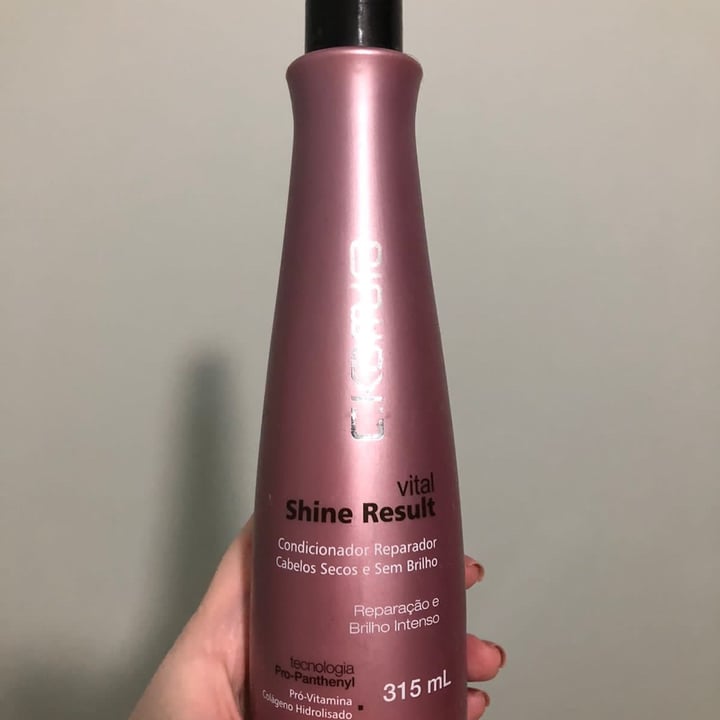 C.Kamura
vital
Shine Result
Condicionador Reparador
Cabelos Secos e Sem Brilho
Reparação e
Brilho Intenso
tecnologia
Pro-Panthenyl
Pró-Vitamina
Colágeno Hidrolisado
315 mL